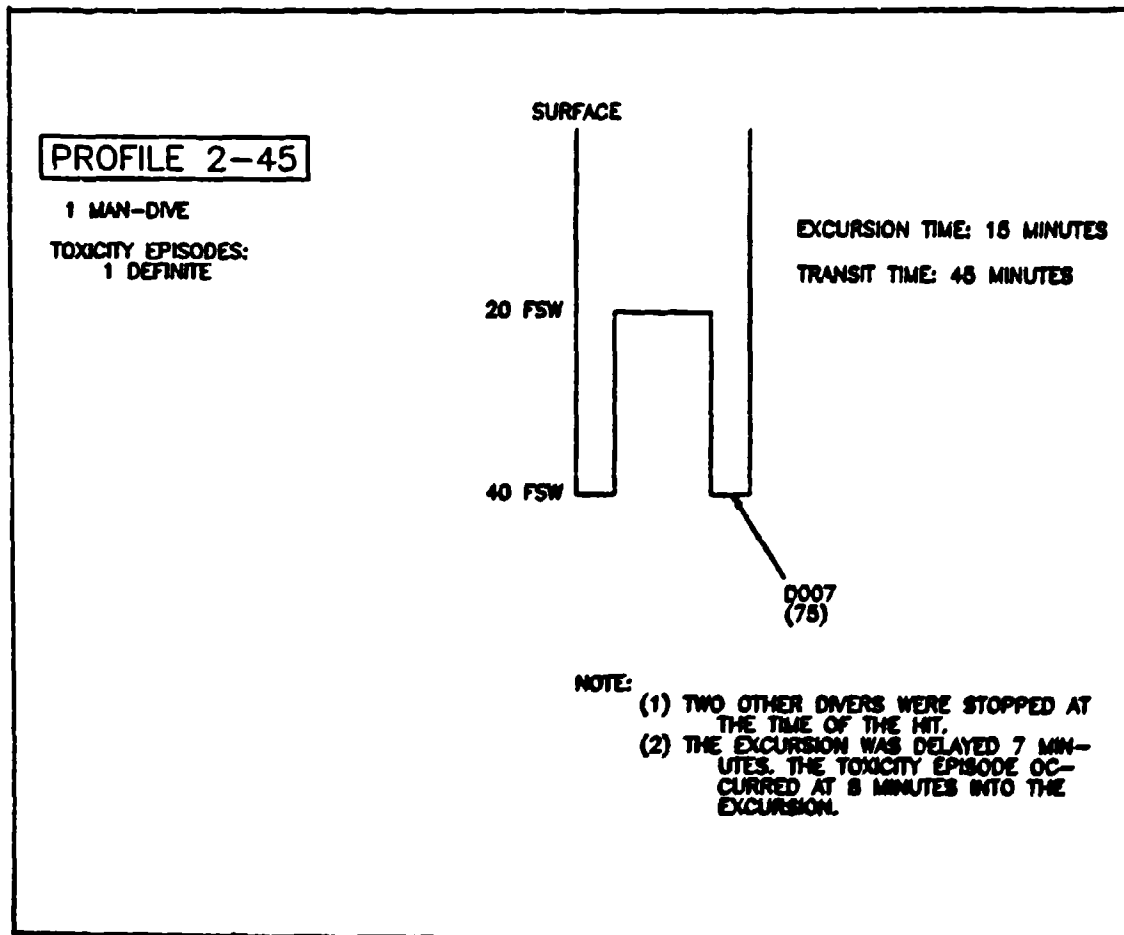 SURFACE
PROFILE 2-45
1 MAN-DIVE
TOXICITY EPISODES:
1 DEFINITE
EXCURSION TIME: 15 MINUTES
TRANSIT TIME: 45 MINUTES
20 FSW
40 FSW
D007
(75)
NOTE:
(1) TWO OTHER DIVERS WERE STOPPED AT
THE TIME OF THE HIT.
(2) THE EXCURSION WAS DELAYED 7 MIN-
UTES. THE TOXICITY EPISODE OC-
CURRED AT 8 MINUTES INTO THE
EXCURSION.